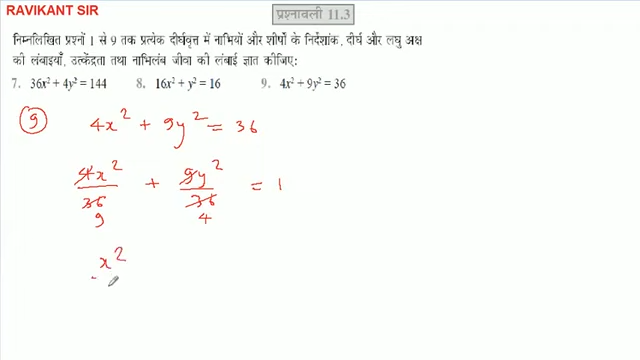 RAVIKANT SIR
प्रश्नावली 11.3
निम्नलिखित प्रश्नों 1 से 9 तक प्रत्येक दीर्घवृत्त में नाभियों और शीर्षों के निर्देशांक, दीर्घ और लघु अक्ष
की लंबाइयाँ, उत्केंद्रता तथा नाभिलंब जीवा की लंबाई ज्ञात कीजिए:
7. 36x² + 4y² = 144 8. 16x² + y² = 16 9. 4x² + 9y² = 36
9 4x² + 9y² = 36
4x² + 9y² = 1
36 36
9 4
x²